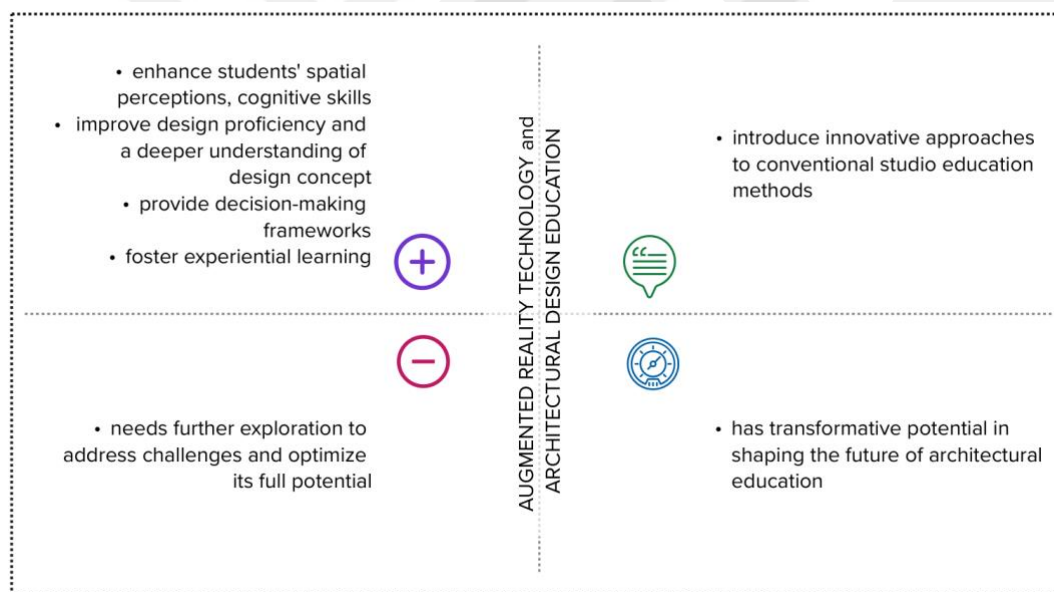 • enhance students' spatial
perceptions, cognitive skills
• improve design proficiency and
a deeper understanding of
design concept
• provide decision-making
frameworks
• foster experiential learning
AUGMENTED REALITY TECHNOLOGY and
ARCHITECTURAL DESIGN EDUCATION
• introduce innovative approaches
to conventional studio education
methods
• needs further exploration to
address challenges and optimize
its full potential
• has transformative potential in
shaping the future of architectural
education